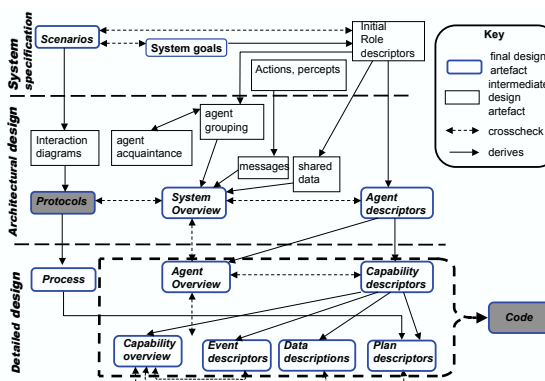 System
specification
Scenarios
System goals
Initial
Role
descriptors
Actions, percepts
Key
final design
artefact
intermediate
design
artefact
crosscheck
derives
Architectural design
Interaction
diagrams
agent
acquaintance
agent
grouping
messages
shared
data
Protocols
System
Overview
Agent
descriptors
Detailed design
Process
Agent
Overview
Capability
descriptors
Code
Capability
overview
Event
descriptors
Data
descriptions
Plan
descriptors